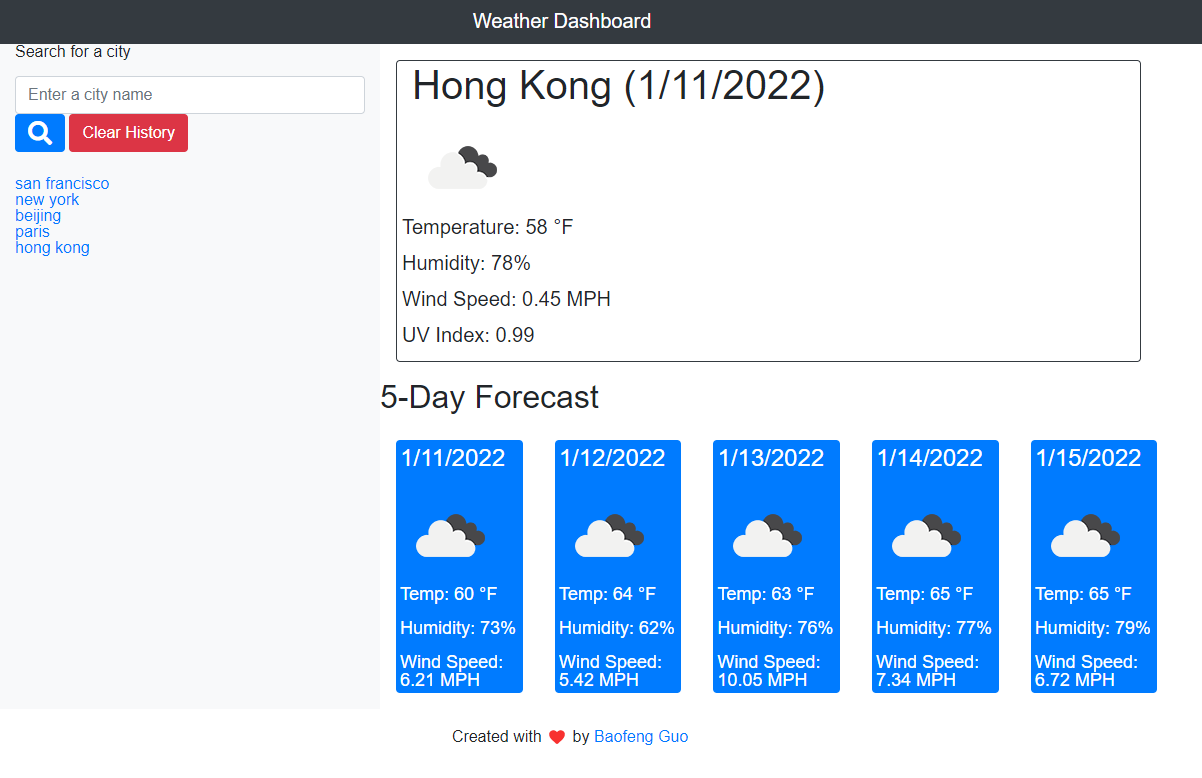 Weather Dashboard
Search for a city
Enter a city name
Clear History
san francisco
new york
beijing
paris
hong kong
Hong Kong (1/11/2022)
Temperature: 58 °F
Humidity: 78%
Wind Speed: 0.45 MPH
UV Index: 0.99
5-Day Forecast
1/11/2022
Temp: 60 °F
Humidity: 73%
Wind Speed:
6.21 MPH
1/12/2022
Temp: 64 °F
Humidity: 62%
Wind Speed:
5.42 MPH
1/13/2022
Temp: 63 °F
Humidity: 76%
Wind Speed:
10.05 MPH
1/14/2022
Temp: 65 °F
Humidity: 77%
Wind Speed:
7.34 MPH
1/15/2022
Temp: 65 °F
Humidity: 79%
Wind Speed:
6.72 MPH
Created with ❤️ by Baofeng Guo